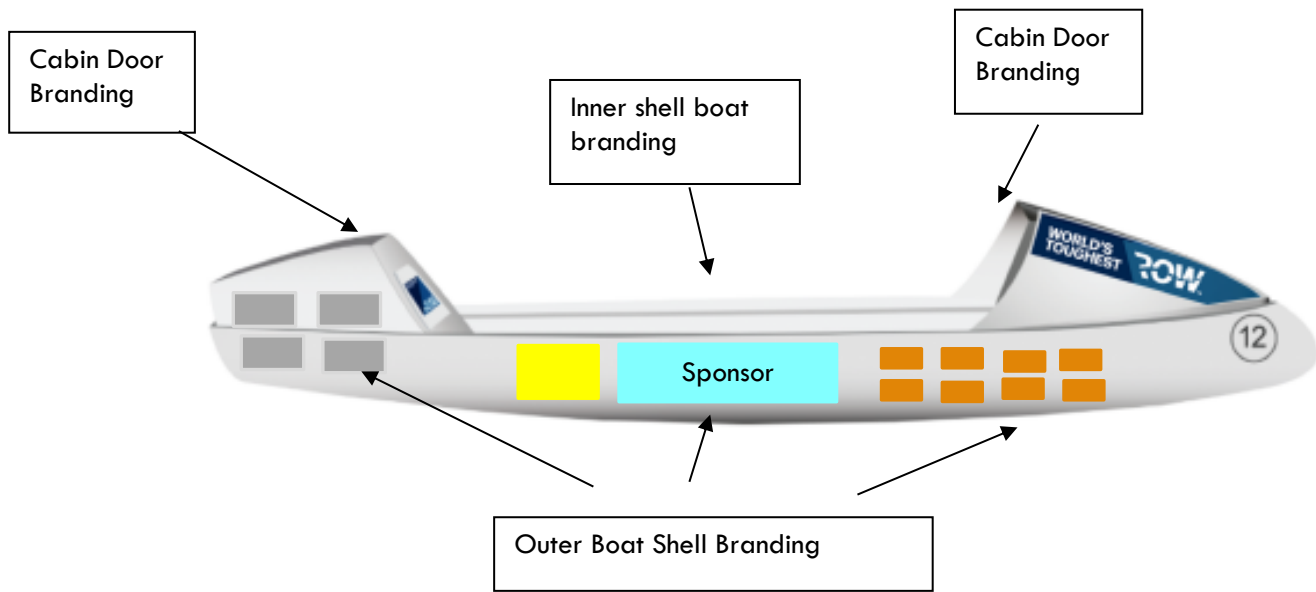 Cabin Door
Branding
Cabin Door
Branding
Inner shell boat
branding
WORLD'S
TOUGHEST
ROW
12
Sponsor
Outer Boat Shell Branding